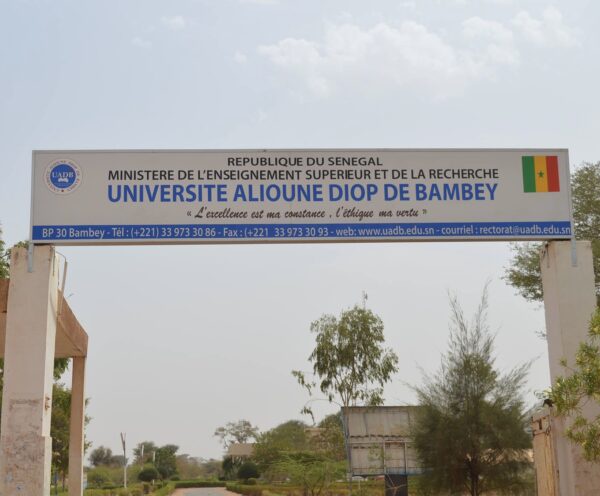 REPUBLIQUE DU SENEGAL
MINISTERE DE L'ENSEIGNEMENT SUPERIEUR ET DE LA RECHERCHE
UADB
UNIVERSITE ALIOUNE DIOP DE BAMBEY
« L'excellence est ma constance , l'éthique ma vertu »
BP 30 Bambey - Tél : (+221) 33 973 30 86 - Fax : (+221 33 973 30 93 - web: www.uadb.edu.sn - courriel : rectorat@uadb.edu.sn